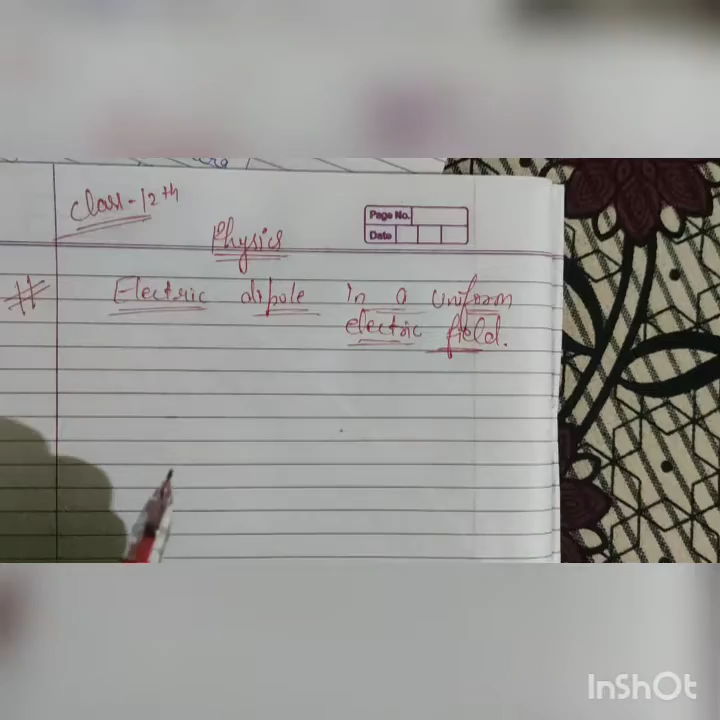 Class-12th
Physics
Page No.
Date
# Electric dipole in a uniform
electric field.
InShOt